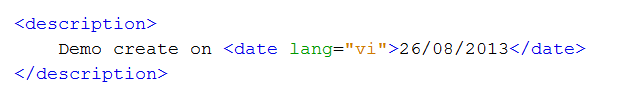 <description>
Demo create on <date lang="vi">26/08/2013</date>
</description>